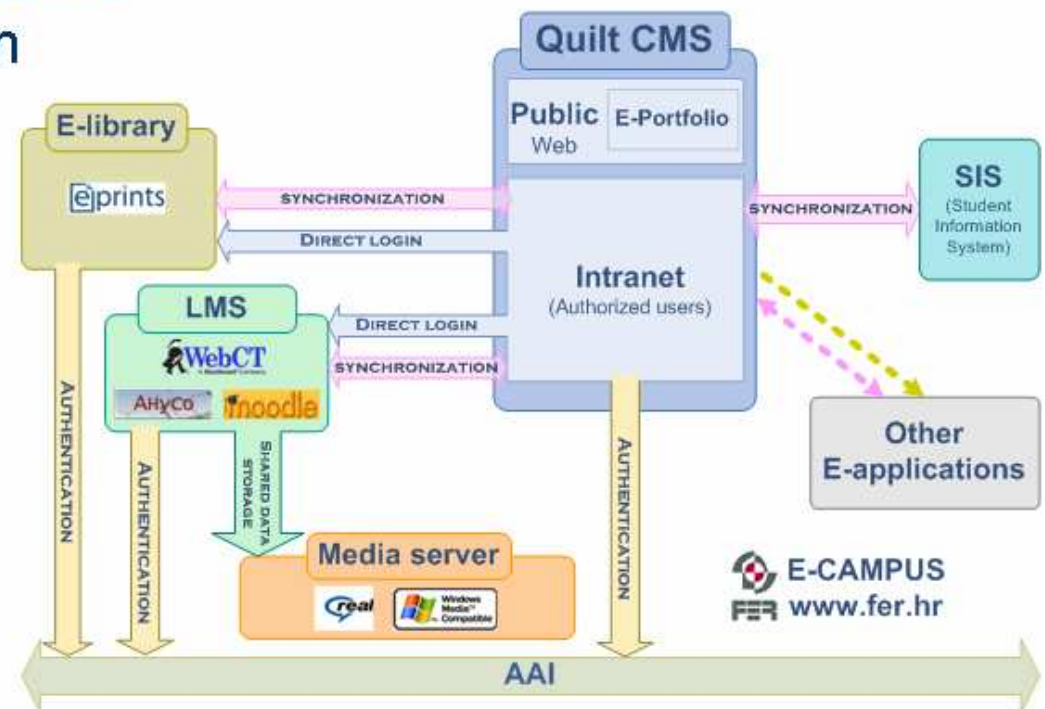 n
Quilt CMS
Public
Web
E-Portfolio
E-library
eprints
SYNCHRONIZATION
DIRECT LOGIN
SYNCHRONIZATION
SIS
(Student
Information
System)
Intranet
(Authorized users)
LMS
WebCT
AHyCo
moodle
DIRECT LOGIN
SYNCHRONIZATION
Other
E-applications
AUTHENTICATION
AUTHENTICATION
SHARED DATA
STORAGE
AUTHENTICATION
Media server
real
Windows
Media™
Compatible
E-CAMPUS
FER www.fer.hr
AAI